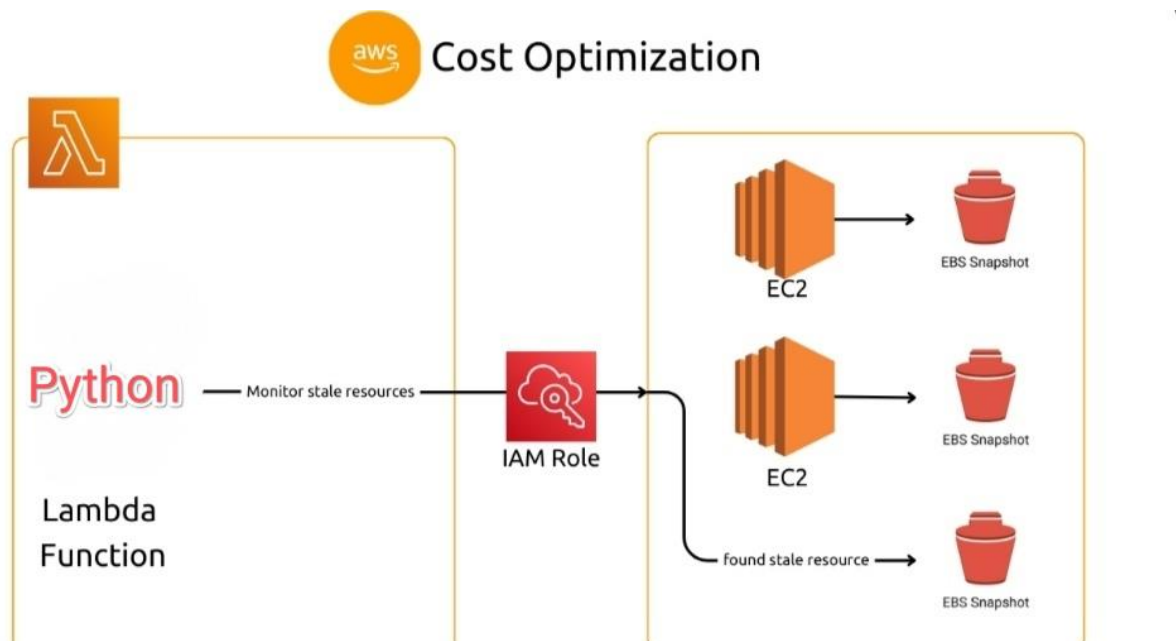 aws
Cost Optimization
EBS Snapshot
EC2
Python
Monitor stale resources
IAM Role
EBS Snapshot
EC2
Lambda
Function
found stale resource
EBS Snapshot